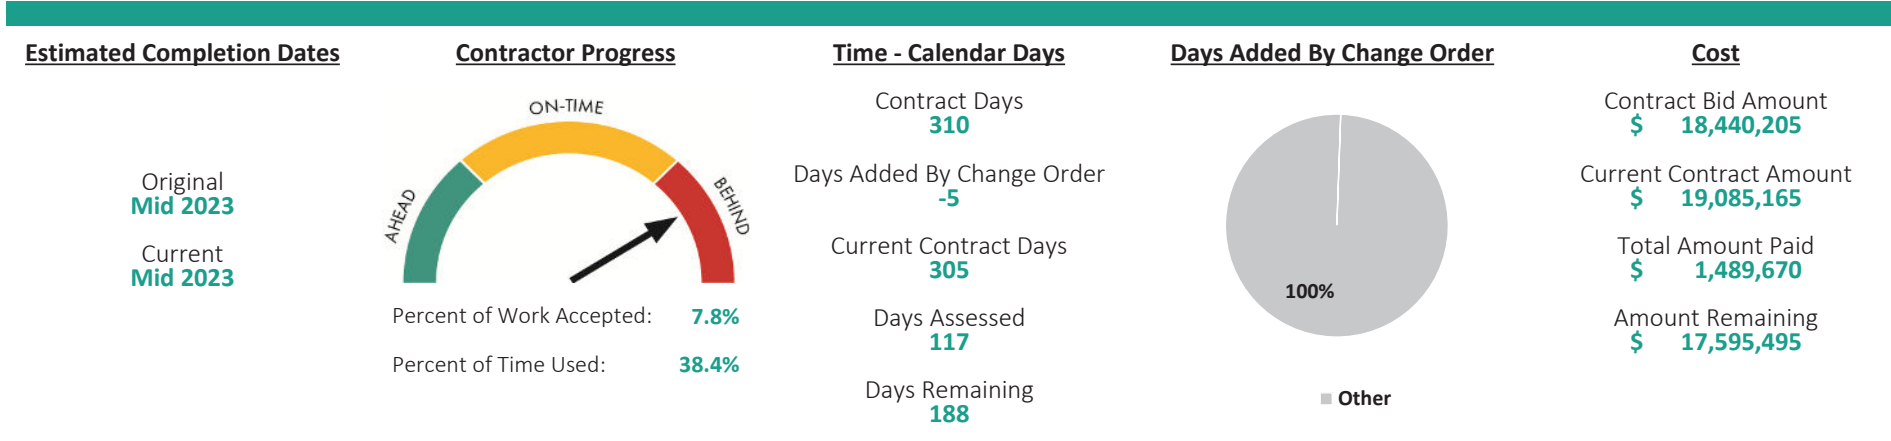 Estimated Completion Dates
Original
Mid 2023
Current
Mid 2023
Contractor Progress
ON-TIME
AHEAD
BEHIND
Percent of Work Accepted: 7.8%
Percent of Time Used: 38.4%
Time - Calendar Days
Contract Days
310
Days Added By Change Order
-5
Current Contract Days
305
Days Assessed
117
Days Remaining
188
Days Added By Change Order
100%
Other
Cost
Contract Bid Amount
$ 18,440,205
Current Contract Amount
$ 19,085,165
Total Amount Paid
$ 1,489,670
Amount Remaining
$ 17,595,495